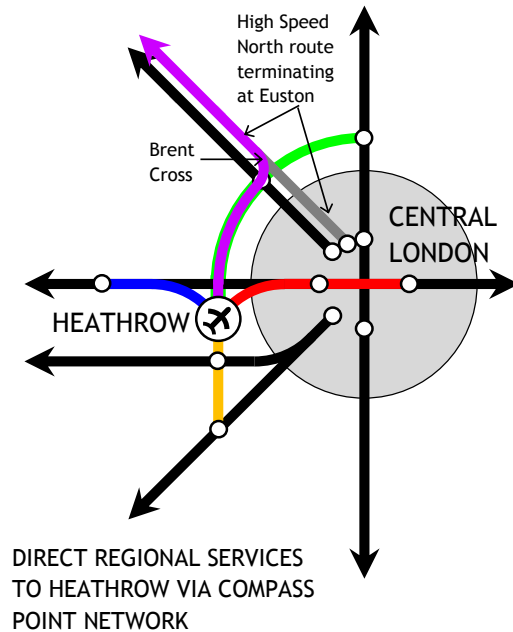 High Speed
North route
terminating
at Euston
Brent
Cross
CENTRAL
LONDON
HEATHROW
DIRECT REGIONAL SERVICES
TO HEATHROW VIA COMPASS
POINT NETWORK